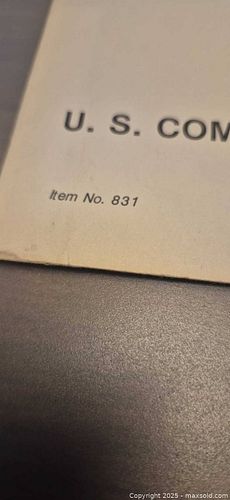 U. S. COM
Item No. 831
Copyright 2025 - maxsold.com